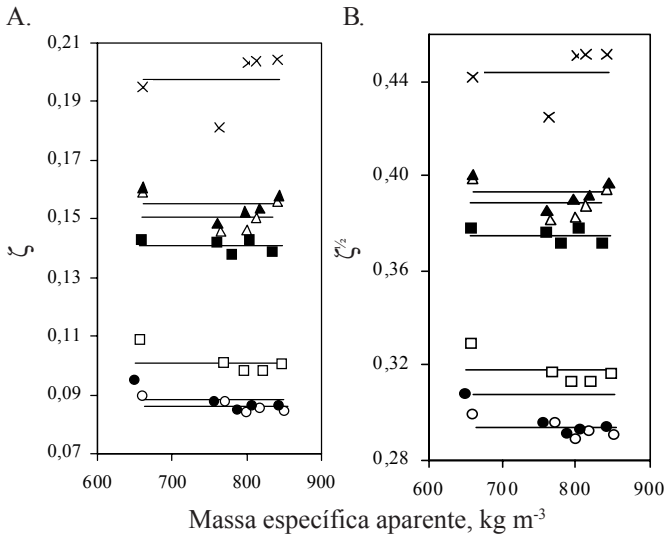 A.
0,21
0,19
0,17
0,15
0,13
0,11
0,09
0,07
ζ
600 700 800 900
B.
0,44
0,40
0,36
0,32
0,28
ζ½
600 700 800 900
Massa específica aparente, kg m-3